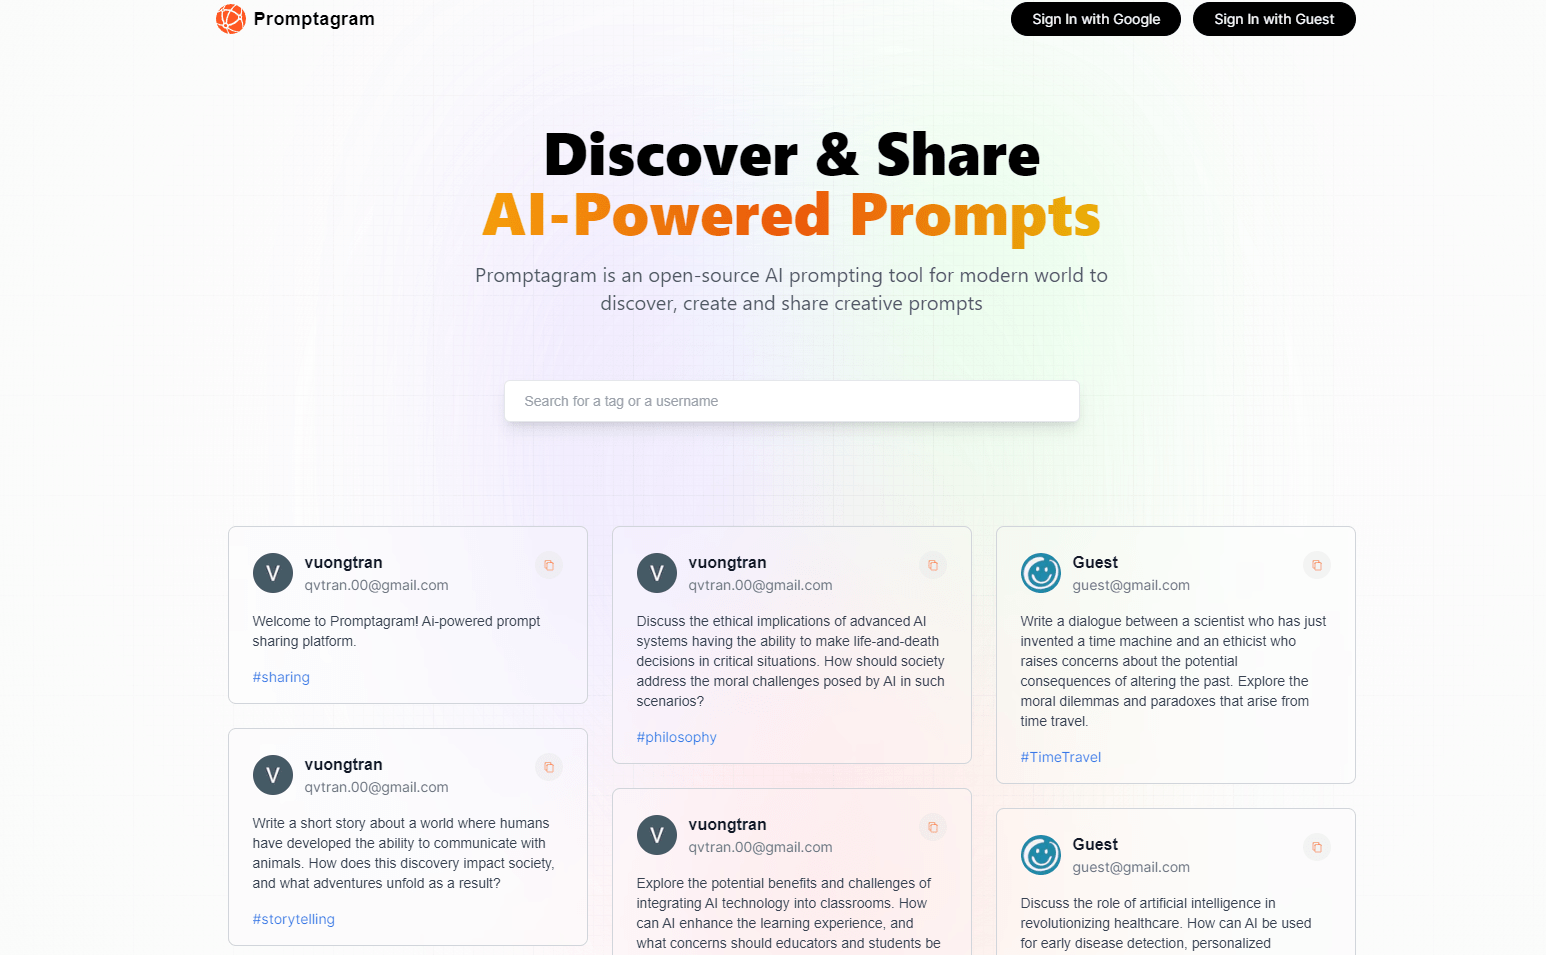 Promptagram
Sign In with Google
Sign In with Guest
Discover & Share
AI-Powered Prompts
Promptagram is an open-source AI prompting tool for modern world to
discover, create and share creative prompts
Search for a tag or a username
V
vuongtran
qvtran.00@gmail.com
Welcome to Promptagram! Ai-powered prompt
sharing platform.
#sharing
V
vuongtran
qvtran.00@gmail.com
Write a short story about a world where humans
have developed the ability to communicate with
animals. How does this discovery impact society,
and what adventures unfold as a result?
#storytelling
V
vuongtran
qvtran.00@gmail.com
Discuss the ethical implications of advanced AI
systems having the ability to make life-and-death
decisions in critical situations. How should society
address the moral challenges posed by AI in such
scenarios?
#philosophy
V
vuongtran
qvtran.00@gmail.com
Explore the potential benefits and challenges of
integrating AI technology into classrooms. How
can AI enhance the learning experience, and
what concerns should educators and students be
Guest
guest@gmail.com
Write a dialogue between a scientist who has just
invented a time machine and an ethicist who
raises concerns about the potential
consequences of altering the past. Explore the
moral dilemmas and paradoxes that arise from
time travel.
#TimeTravel
Guest
guest@gmail.com
Discuss the role of artificial intelligence in
revolutionizing healthcare. How can AI be used
for early disease detection, personalized